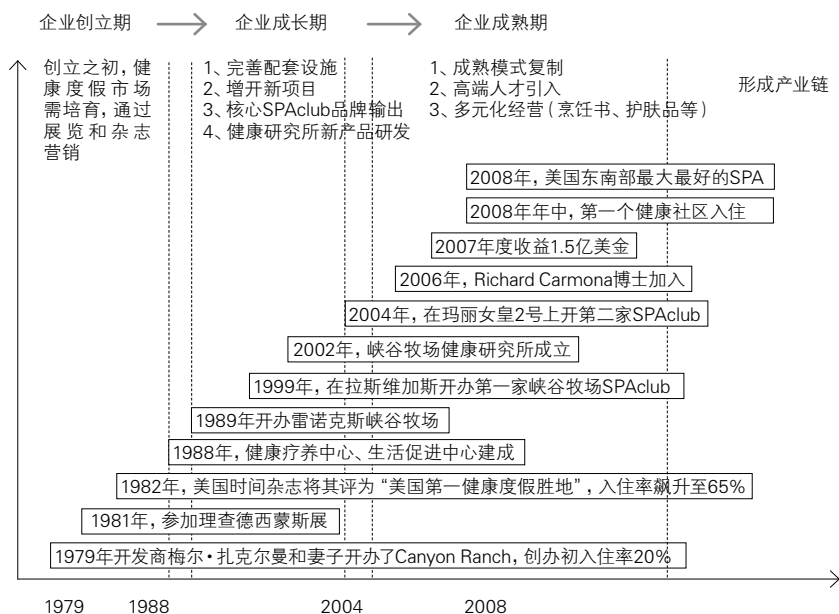 企业创立期
企业成长期
企业成熟期
创立之初，健
康度假市场
需培育，通过
展览和杂志
营销
1、完善配套设施
2、增开新项目
3、核心SPAclub品牌输出
4、健康研究所新产品研发
1、成熟模式复制
2、高端人才引入
3、多元化经营（烹饪书、护肤品等）
形成产业链
2008年，美国东南部最大最好的SPA
2008年年中，第一个健康社区入住
2007年度收益1.5亿美金
2006年，Richard Carmona博士加入
2004年，在玛丽女皇2号上开第二家SPAclub
2002年，峡谷牧场健康研究所成立
1999年，在拉斯维加斯开办第一家峡谷牧场SPAclub
1989年开办雷诺克斯峡谷牧场
1988年，健康疗养中心、生活促进中心建成
1982年，美国时间杂志将其评为“美国第一健康度假胜地”，入住率飙升至65%
1981年，参加理查德西蒙斯展
1979年开发商梅尔·扎克尔曼和妻子开办了Canyon Ranch，创办初入住率20%
1979 1988 2004 2008